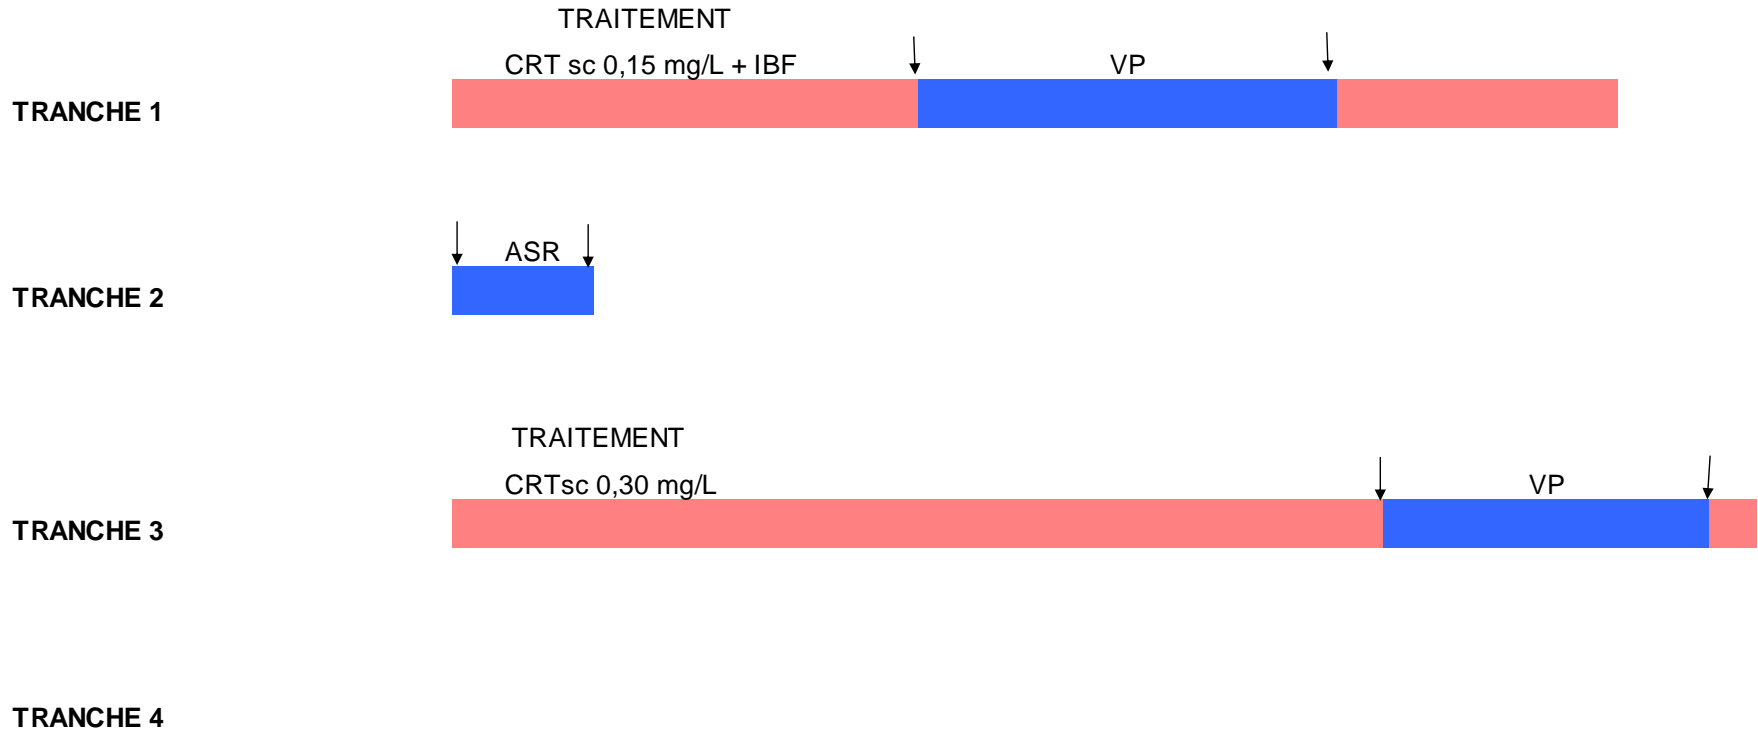 TRAITEMENT
CRT sc 0,15 mg/L + IBF VP
TRANCHE 1
ASR
TRANCHE 2
TRAITEMENT
CRTsc 0,30 mg/L VP
TRANCHE 3
TRANCHE 4